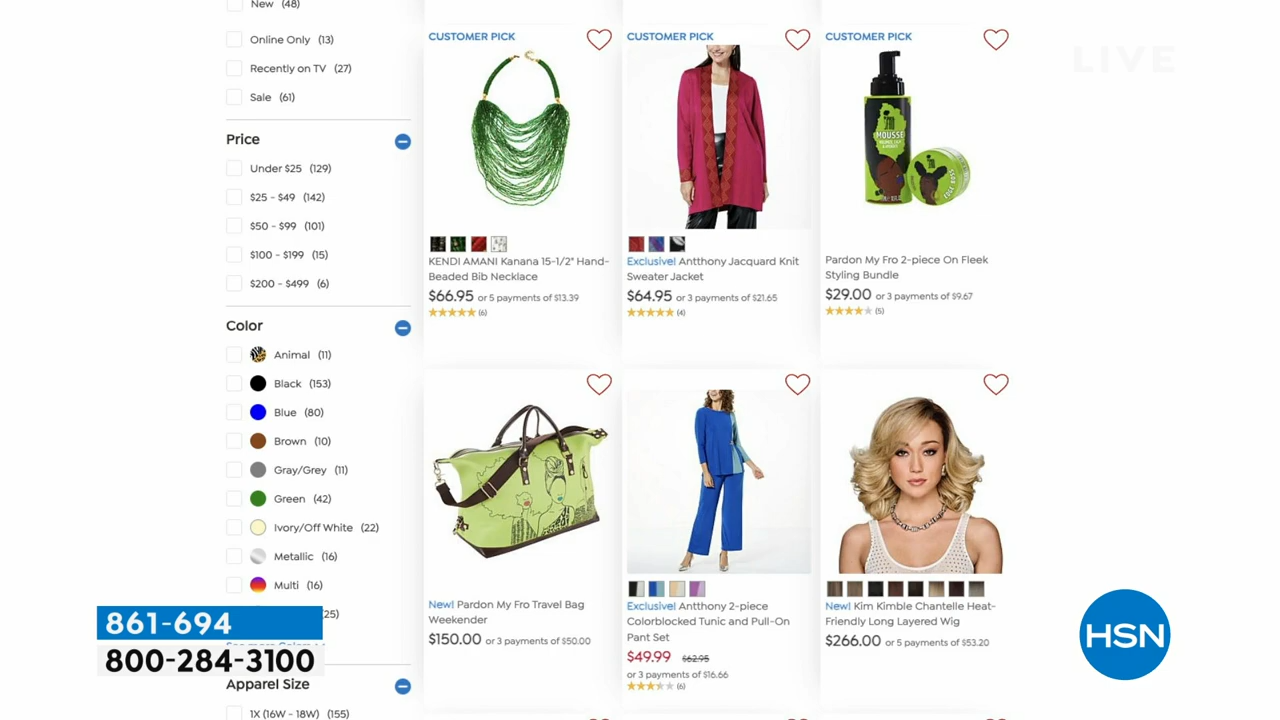 New (48)
Online Only (13)
Recently on TV (27)
Sale (61)
Price
Under $25 (129)
$25 - $49 (142)
$50 - $99 (101)
$100 - $199 (15)
$200 - $499 (6)
Color
Animal (11)
Black (153)
Blue (80)
Brown (10)
Gray/Grey (11)
Green (42)
Ivory/Off White (22)
Metallic (16)
Multi (16)
(25)
Apparel Size
1X (16W - 18W) (155)
861-694
800-284-3100
LIVE
CUSTOMER PICK
KENDI AMANI Kanana 15-1/2" Hand-
Beaded Bib Necklace
$66.95 or 5 payments of $13.39
(6)
CUSTOMER PICK
Exclusive! Antthony Jacquard Knit
Sweater Jacket
$64.95 or 3 payments of $21.65
(4)
CUSTOMER PICK
MOUSSE
Pardon My Fro 2-piece On Fleek
Styling Bundle
$29.00 or 3 payments of $9.67
(5)
New! Pardon My Fro Travel Bag
Weekender
$150.00 or 3 payments of $50.00
Exclusive! Antthony 2-piece
Colorblocked Tunic and Pull-On
Pant Set
$49.99 $62.95
or 3 payments of $16.66
(6)
New! Kim Kimble Chantelle Heat-
Friendly Long Layered Wig
$266.00 or 5 payments of $53.20
HSN